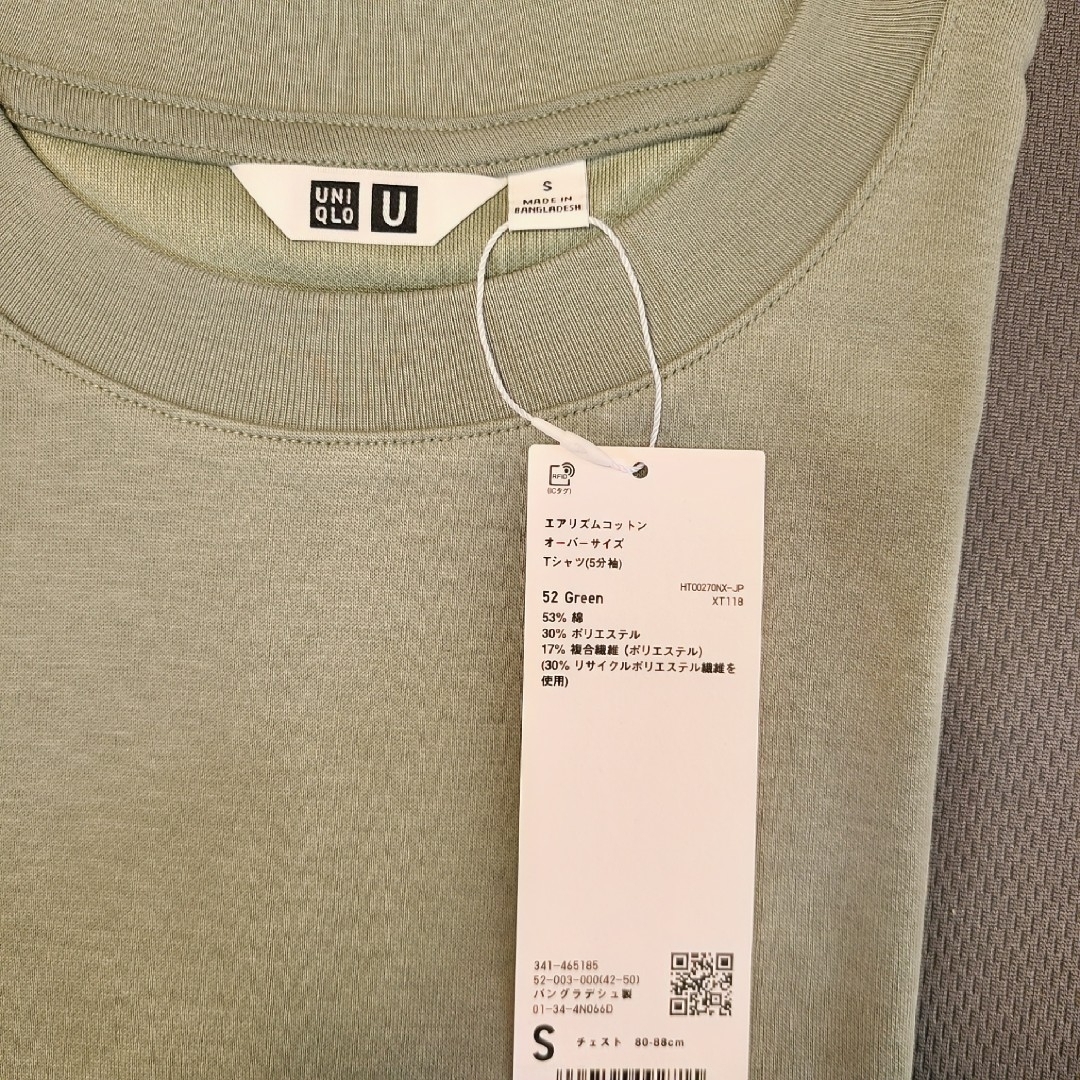 UNI
QLO
U
S
MADE IN
BANGLADESH
RFID
(ICタグ)
エアリズムコットン
オーバーサイズ
Tシャツ(5分袖)
HT00270NX-JP
52 Green
XT118
53% 綿
30% ポリエステル
17% 複合繊維 (ポリエステル)
(30% リサイクルポリエステル繊維を
使用)
341-465185
52-003-000(42-50)
バングラデシュ製
01-34-4N066D
S チェスト 80-88cm